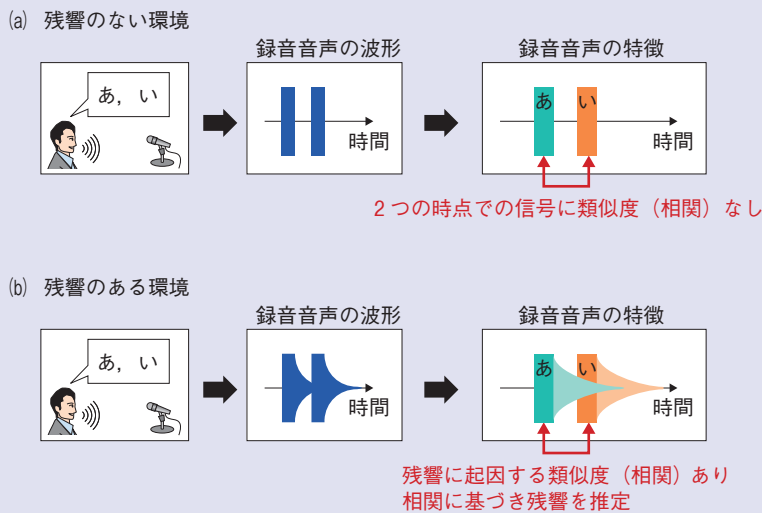 (a) 残響のない環境
録音音声の波形
録音音声の特徴
あ，い
時間
あ
い
時間
2つの時点での信号に類似度（相関）なし
(b) 残響のある環境
録音音声の波形
録音音声の特徴
あ，い
時間
あ
い
時間
残響に起因する類似度（相関）あり
相関に基づき残響を推定